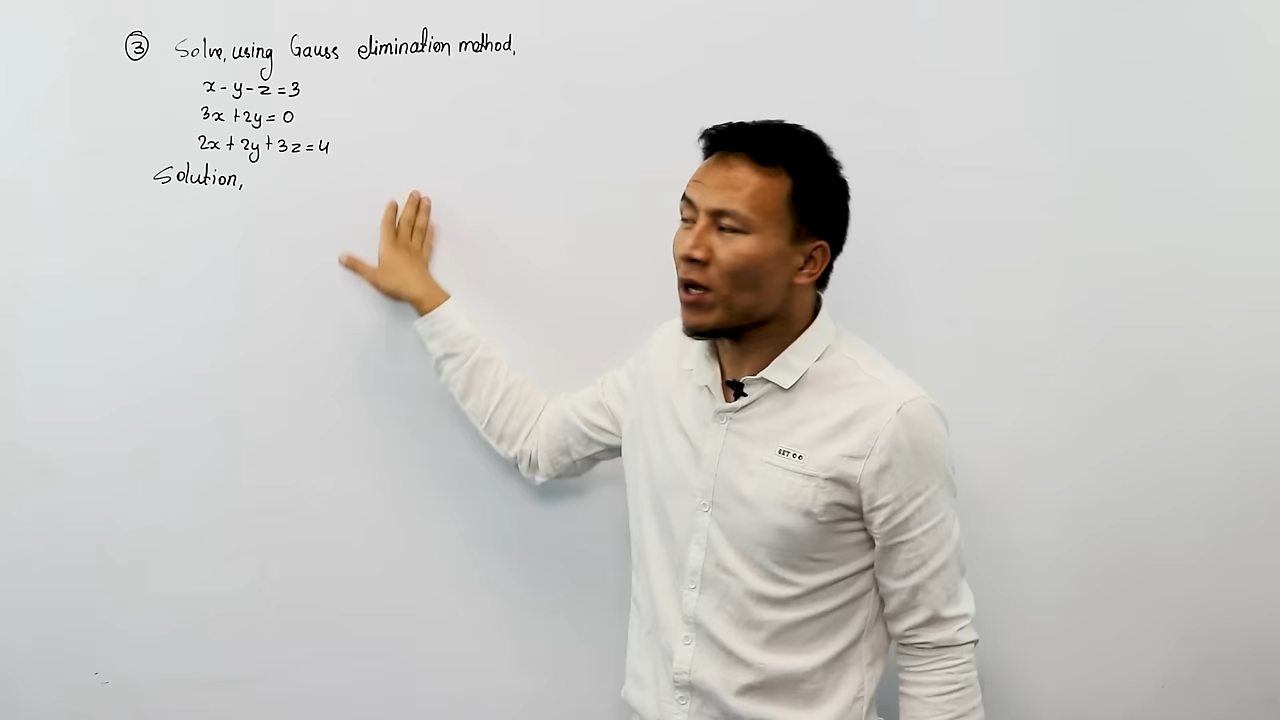 ③ Solve, using Gauss elimination method,
x - y - z = 3
3x + 2y = 0
2x + 2y + 3z = 4
Solution,